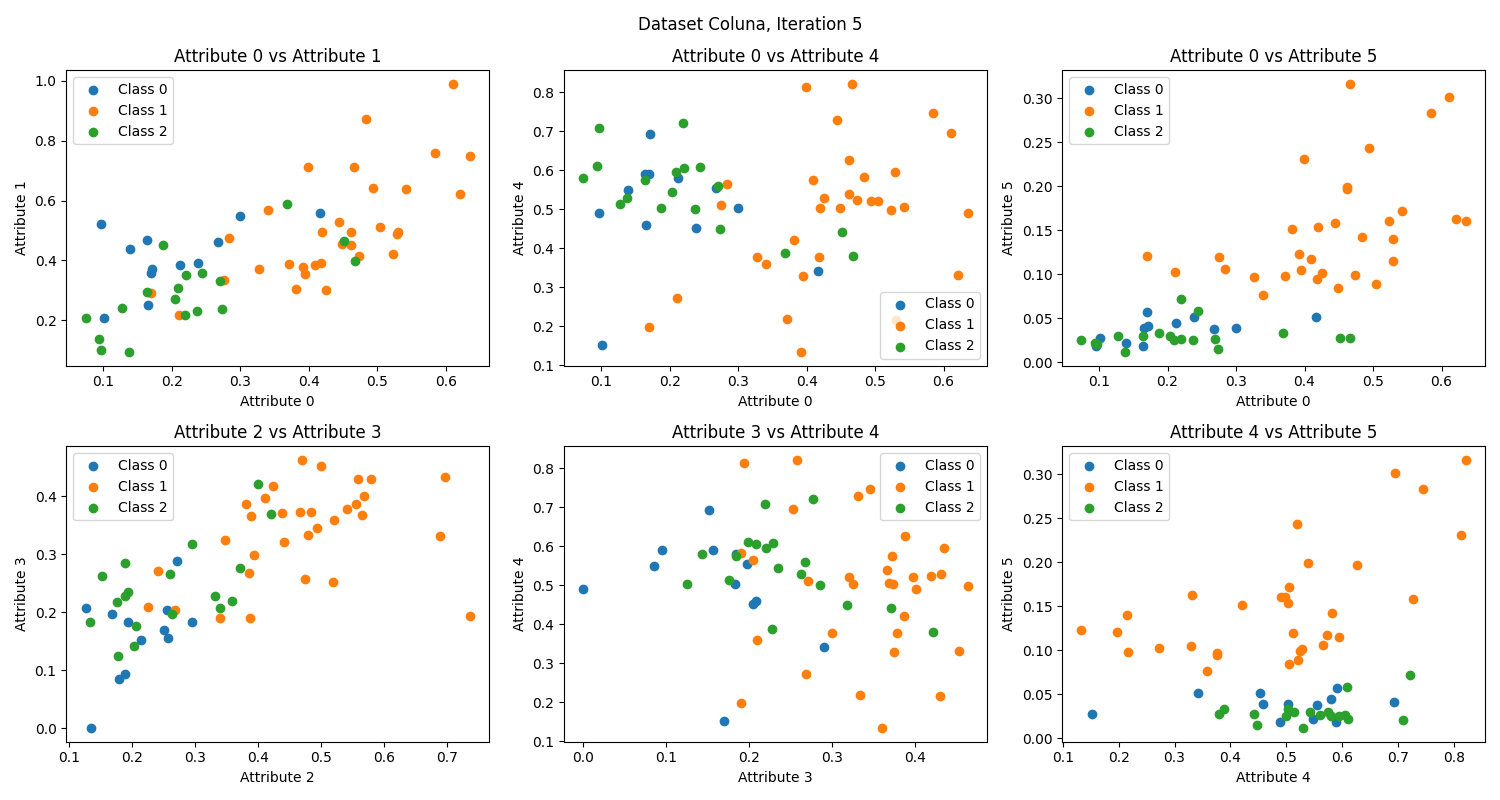 Dataset Coluna, Iteration 5
Attribute 0 vs Attribute 1
Class 0
Class 1
Class 2
1.0
0.8
0.6
0.4
0.2
Attribute 1
0.1 0.2 0.3 0.4 0.5 0.6
Attribute 0
Attribute 0 vs Attribute 4
Class 0
Class 1
Class 2
0.8
0.7
0.6
0.5
0.4
0.3
0.2
0.1
Attribute 4
0.1 0.2 0.3 0.4 0.5 0.6
Attribute 0
Attribute 0 vs Attribute 5
Class 0
Class 1
Class 2
0.30
0.25
0.20
0.15
0.10
0.05
0.00
Attribute 5
0.1 0.2 0.3 0.4 0.5 0.6
Attribute 0
Attribute 2 vs Attribute 3
Class 0
Class 1
Class 2
0.4
0.3
0.2
0.1
0.0
Attribute 3
0.1 0.2 0.3 0.4 0.5 0.6 0.7
Attribute 2
Attribute 3 vs Attribute 4
Class 0
Class 1
Class 2
0.8
0.7
0.6
0.5
0.4
0.3
0.2
0.1
Attribute 4
0.0 0.1 0.2 0.3 0.4
Attribute 3
Attribute 4 vs Attribute 5
Class 0
Class 1
Class 2
0.30
0.25
0.20
0.15
0.10
0.05
0.00
Attribute 5
0.1 0.2 0.3 0.4 0.5 0.6 0.7 0.8
Attribute 4